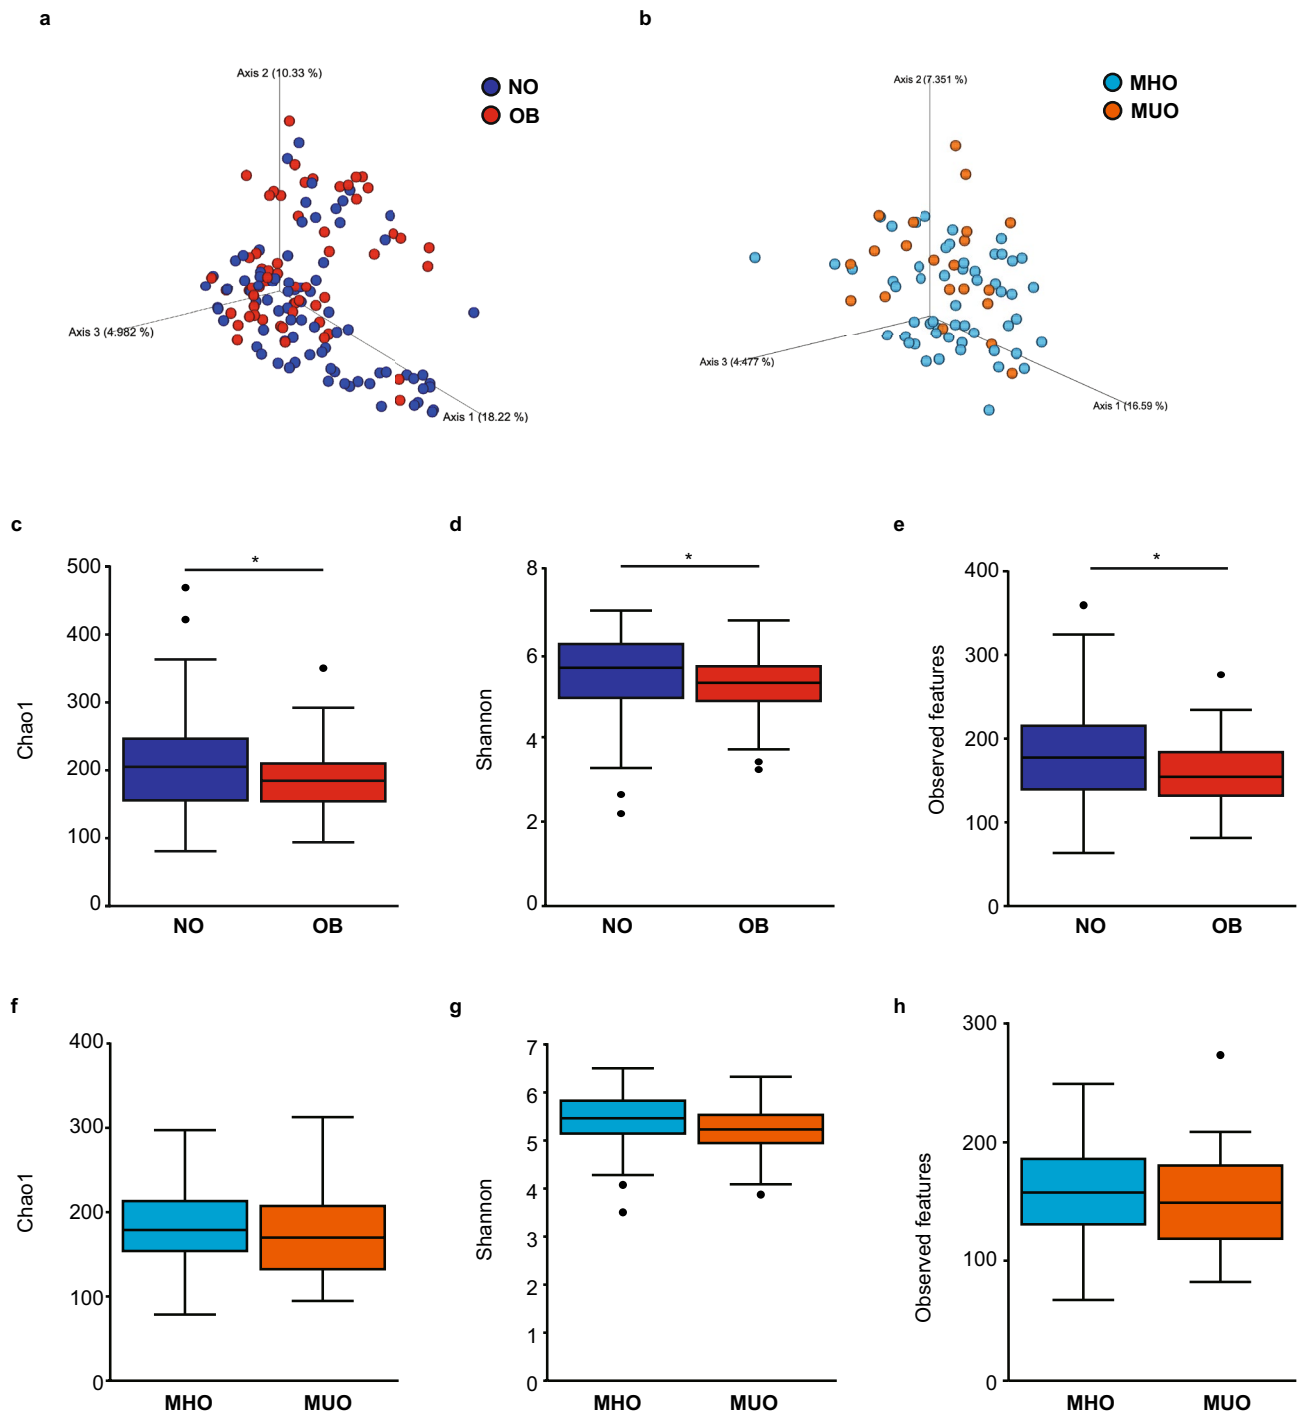 a
b
Axis 2 (10.33 %)
NO
OB
Axis 3 (4.982 %)
Axis 1 (18.22 %)
Axis 2 (7.351 %)
MHO
MUO
Axis 3 (4.477 %)
Axis 1 (16.59 %)
c
d
e
500
400
300
200
100
0
Chao1
*
NO OB
8
6
4
2
0
Shannon
*
NO OB
400
300
200
100
0
Observed features
*
NO OB
f
g
h
400
300
200
100
0
Chao1
MHO MUO
7
6
5
4
3
2
1
0
Shannon
MHO MUO
300
200
100
0
Observed features
MHO MUO